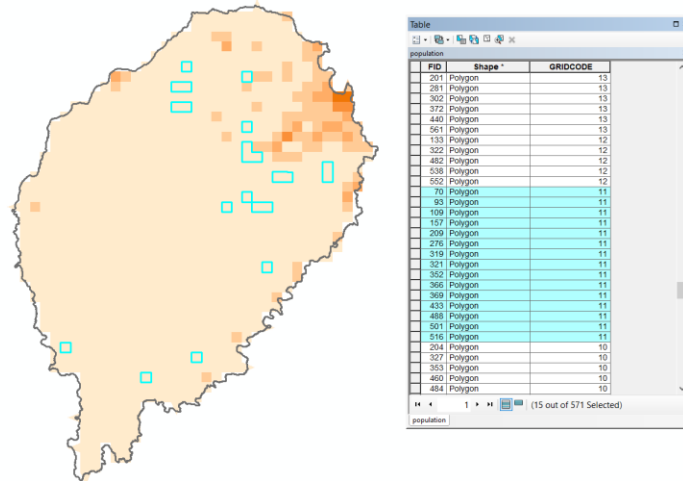 Table
population
FID Shape * GRIDCODE
201 Polygon 13
281 Polygon 13
302 Polygon 13
372 Polygon 13
440 Polygon 13
561 Polygon 13
133 Polygon 12
322 Polygon 12
482 Polygon 12
538 Polygon 12
552 Polygon 12
70 Polygon 11
93 Polygon 11
109 Polygon 11
157 Polygon 11
209 Polygon 11
276 Polygon 11
319 Polygon 11
321 Polygon 11
352 Polygon 11
366 Polygon 11
369 Polygon 11
433 Polygon 11
488 Polygon 11
501 Polygon 11
516 Polygon 11
204 Polygon 10
327 Polygon 10
353 Polygon 10
460 Polygon 10
484 Polygon 10
1 (15 out of 571 Selected)
population